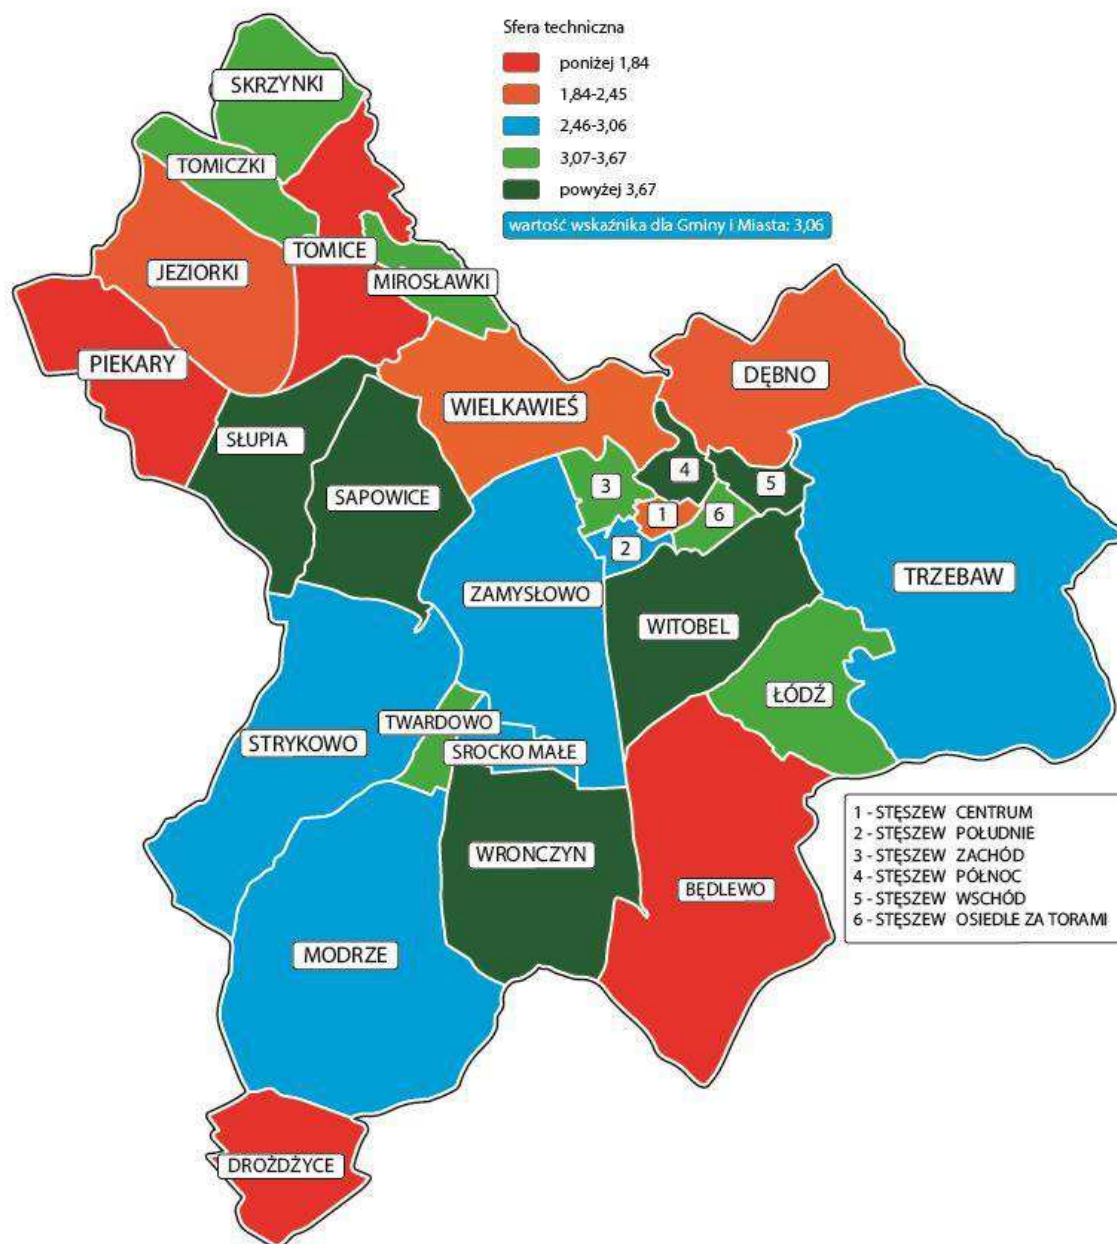 Sfera techniczna
poniżej 1,84
1,84-2,45
2,46-3,06
3,07-3,67
powyżej 3,67
wartość wskaźnika dla Gminy i Miasta: 3,06
SKRZYNKI
TOMICZKI
TOMICE
JEZIORKI
MIROSŁAWKI
PIEKARY
DĘBNO
WIELKAWIEŚ
SŁUPIA
SAPOWICE
4
5
3
1
6
2
ZAMYSŁOWO
TRZEBAW
WITOBEL
ŁÓDŹ
TWARDOWO
STRYKOWO
SROCKO MAŁE
WRONCZYN
BĘDLEWO
MODRZE
DROŻDŻYCE
1 - STĘSZEW CENTRUM
2 - STĘSZEW POŁUDNIE
3 - STĘSZEW ZACHÓD
4 - STĘSZEW PÓŁNOC
5 - STĘSZEW WSCHÓD
6 - STĘSZEW OSIEDLE ZA TORAMI